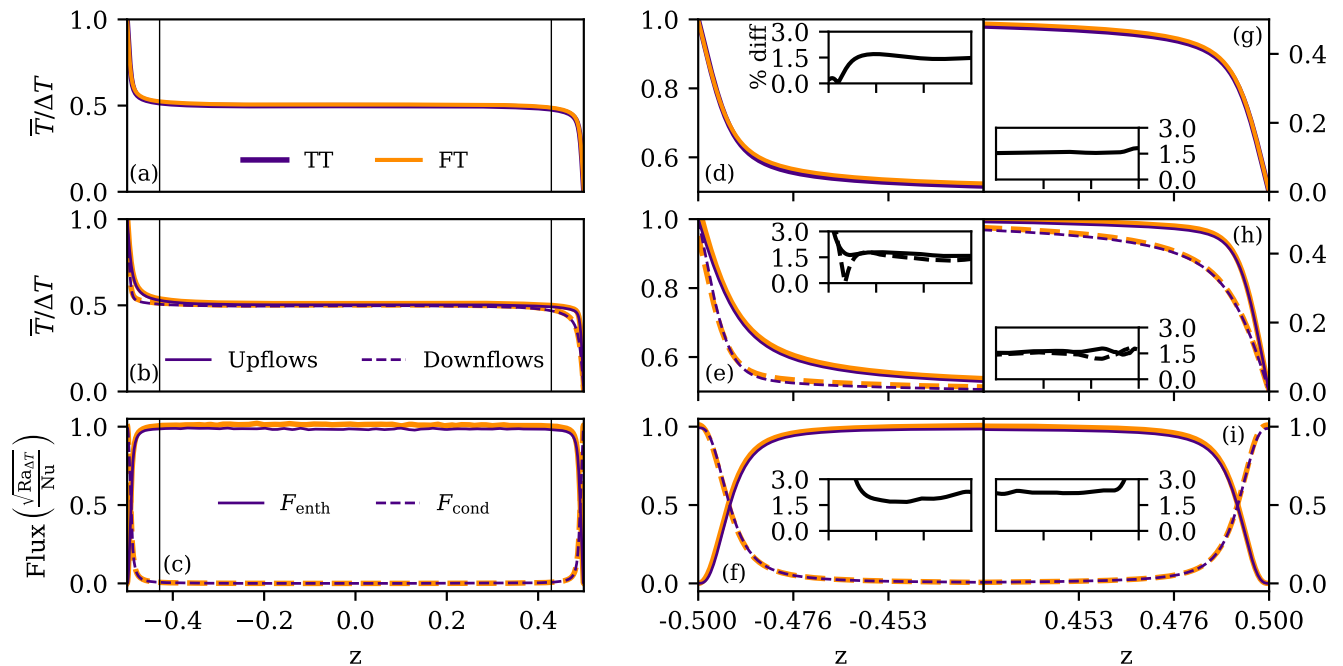 1.0
0.5
0.0
T̅/ΔT
(a)
TT
FT
1.0
0.5
0.0
T̅/ΔT
(b)
Upflows
Downflows
1.0
0.5
0.0
Flux (√Ra_ΔT / Nu)
(c)
F_enth
F_cond
−0.4
−0.2
0.0
0.2
0.4
z
1.0
0.8
0.6
(d)
% diff
3.0
1.5
0.0
(g)
0.4
0.2
0.0
3.0
1.5
0.0
1.0
0.8
0.6
(e)
3.0
1.5
0.0
(h)
0.4
0.2
0.0
3.0
1.5
0.0
1.0
0.5
0.0
(f)
3.0
1.5
0.0
(i)
1.0
0.5
0.0
3.0
1.5
0.0
-0.500
-0.476
-0.453
z
0.453
0.476
0.500
z